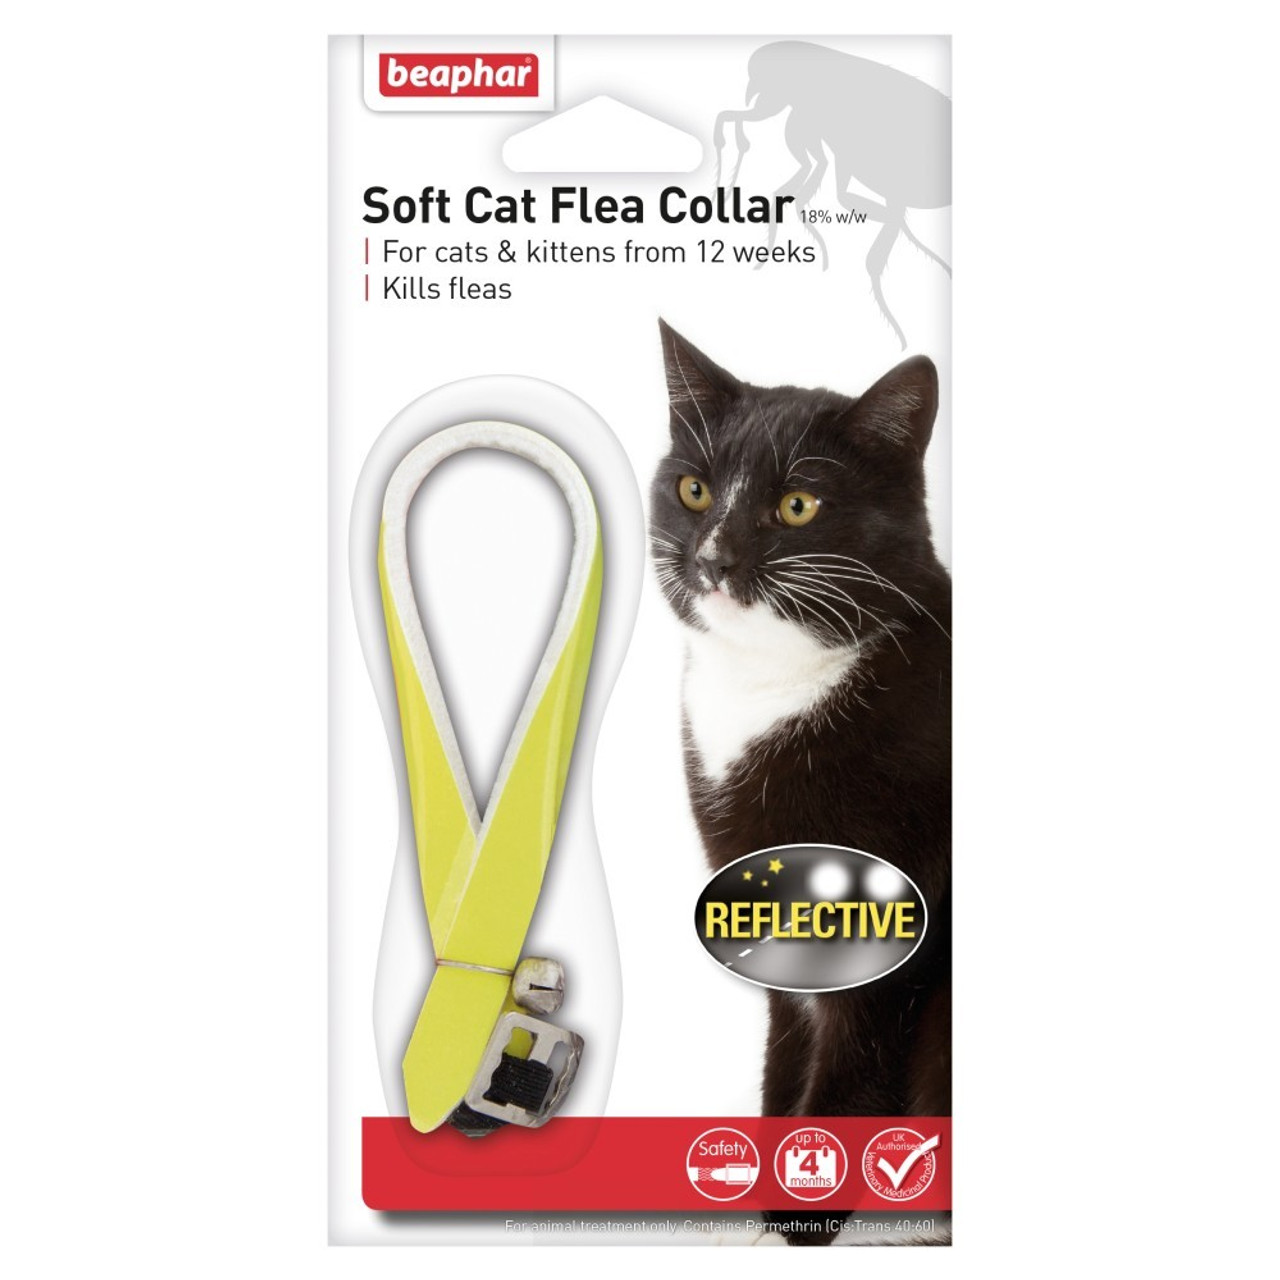 beaphar®
Soft Cat Flea Collar 18% w/w
| For cats & kittens from 12 weeks
| Kills fleas
REFLECTIVE
Safety
up to
4
months
UK
Authorised
Veterinary Medicinal Product
For animal treatment only. Contains Permethrin (Cis:Trans 40:60)